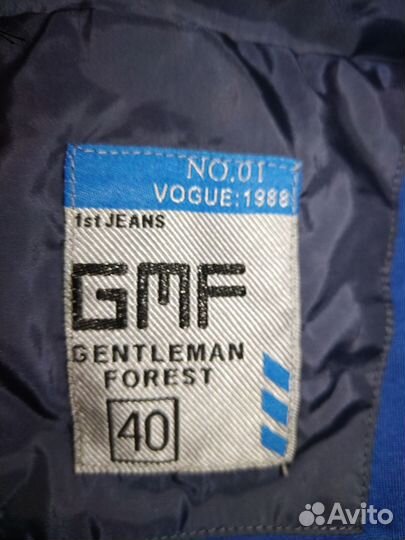 NO.01
VOGUE:1988
1st JEANS
GMF
GENTLEMAN
FOREST
40
Avito